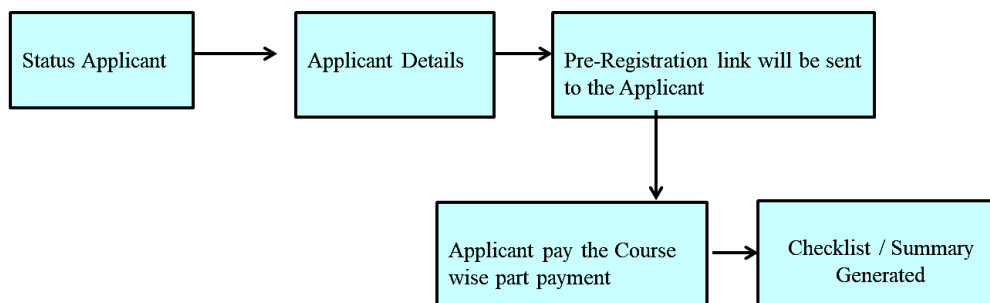 Status Applicant
Applicant Details
Pre-Registration link will be sent
to the Applicant
Applicant pay the Course
wise part payment
Checklist / Summary
Generated